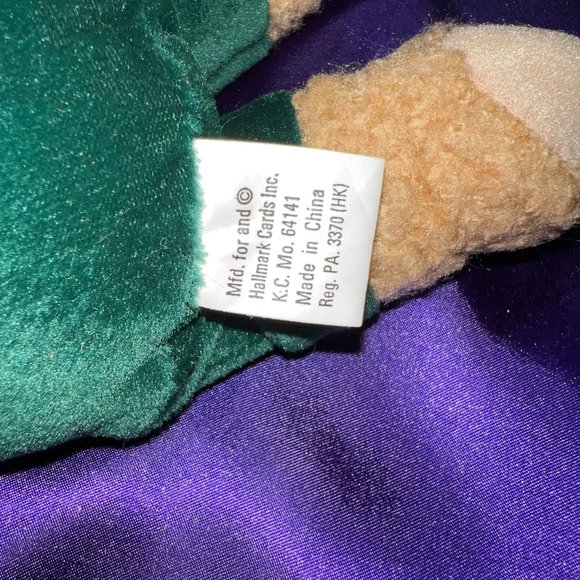 Mfd. for and ©
Hallmark Cards Inc.
K.C. Mo. 64141
Made in China
Reg. PA. 3370 (HK)